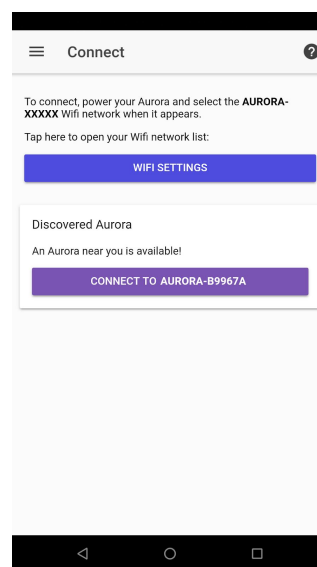 Connect
?
To connect, power your Aurora and select the AURORA-
XXXXX Wifi network when it appears.
Tap here to open your Wifi network list:
WIFI SETTINGS
Discovered Aurora
An Aurora near you is available!
CONNECT TO AURORA-B9967A